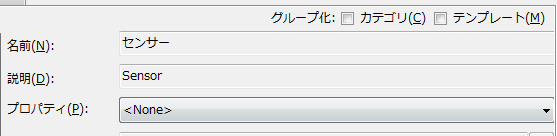 グループ化: カテゴリ(C) テンプレート(M)
名前(N): センサー
説明(D): Sensor
プロパティ(P): <None>